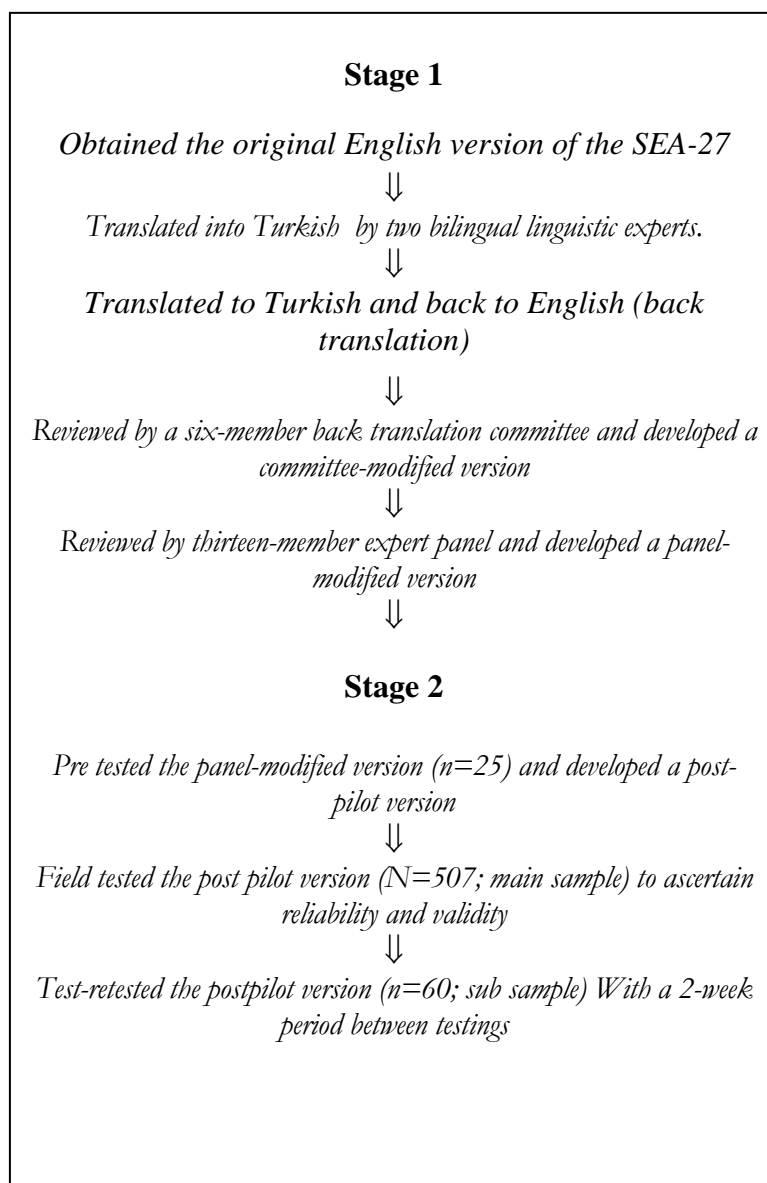 Stage 1
Obtained the original English version of the SEA-27
⇓
Translated into Turkish by two bilingual linguistic experts.
⇓
Translated to Turkish and back to English (back
translation)
⇓
Reviewed by a six-member back translation committee and developed a
committee-modified version
⇓
Reviewed by thirteen-member expert panel and developed a panel-
modified version
⇓
Stage 2
Pre tested the panel-modified version (n=25) and developed a post-
pilot version
⇓
Field tested the post pilot version (N=507; main sample) to ascertain
reliability and validity
⇓
Test-retested the postpilot version (n=60; sub sample) With a 2-week
period between testings